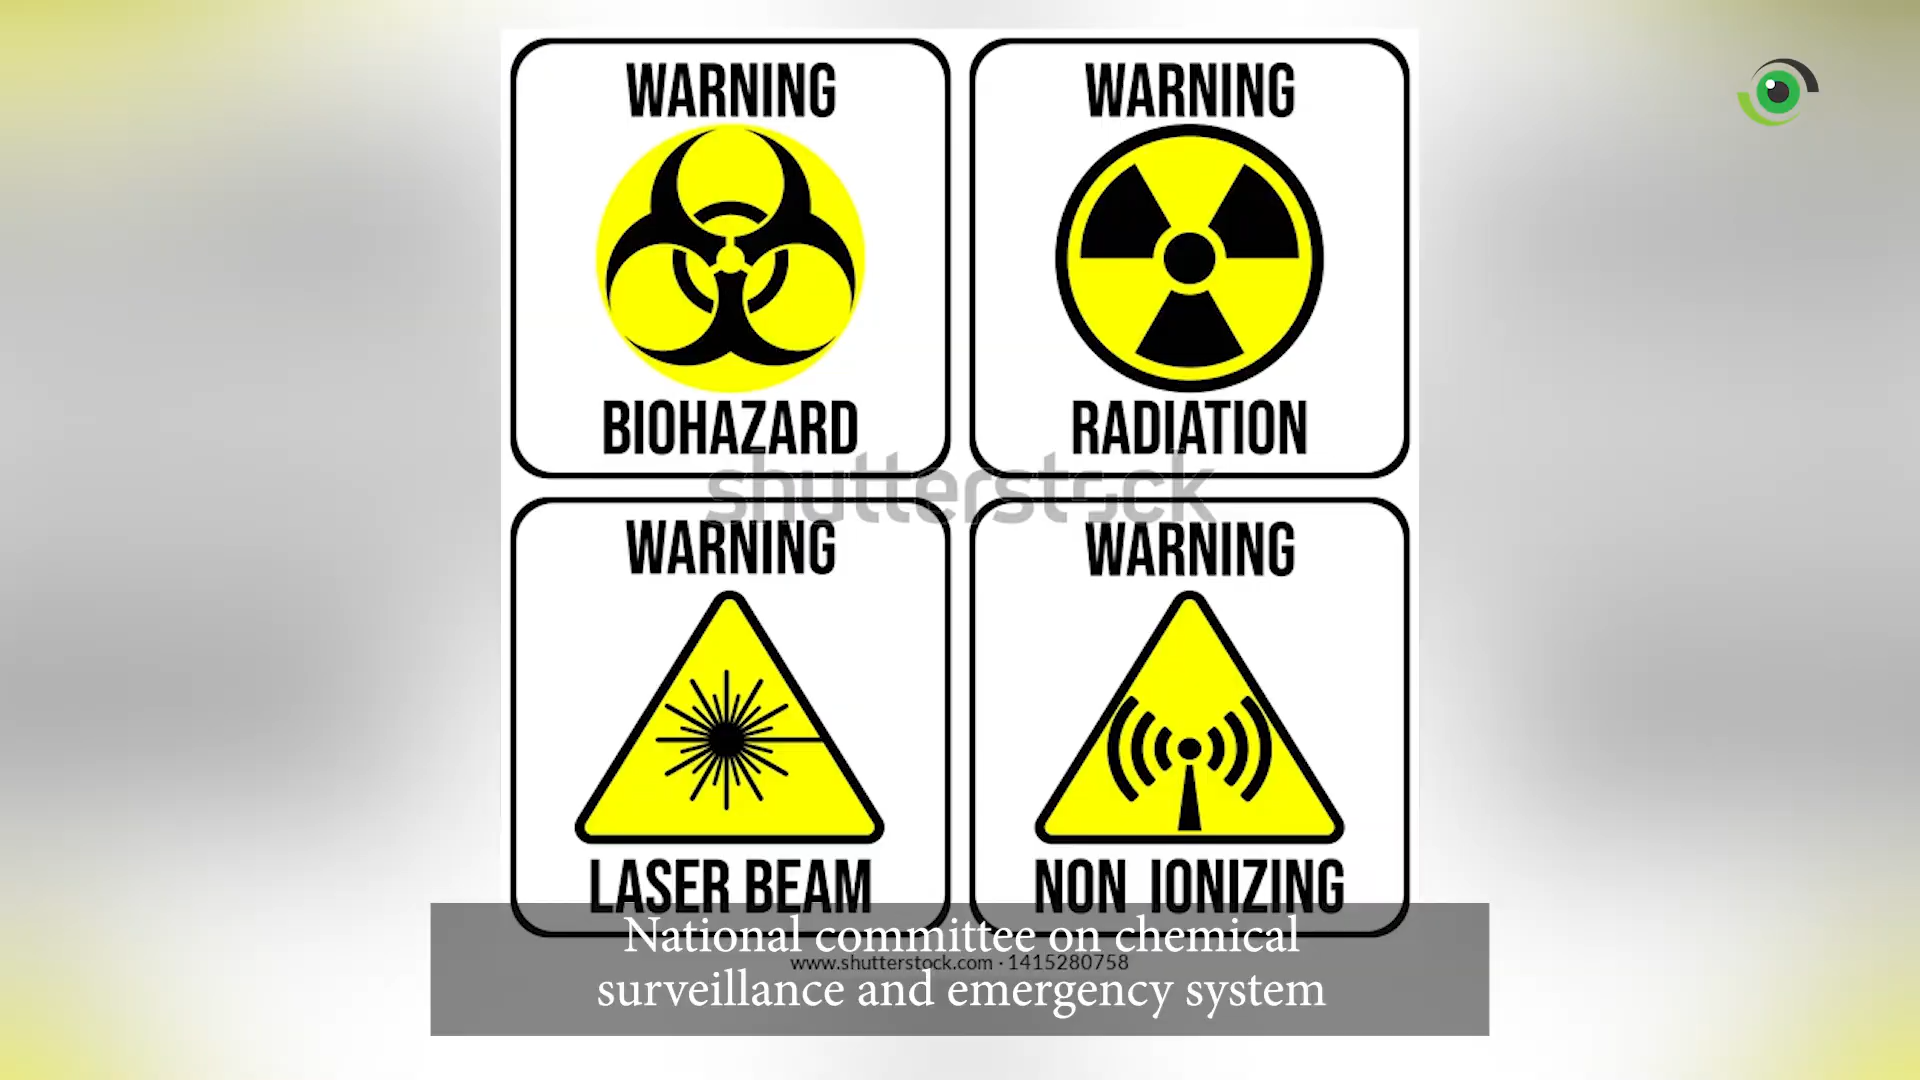 WARNING
WARNING
BIOHAZARD
RADIATION
shutterstock
WARNING
WARNING
LASER BEAM
NON IONIZING
National committee on chemical
www.shutterstock.com · 1415280758
surveillance and emergency system